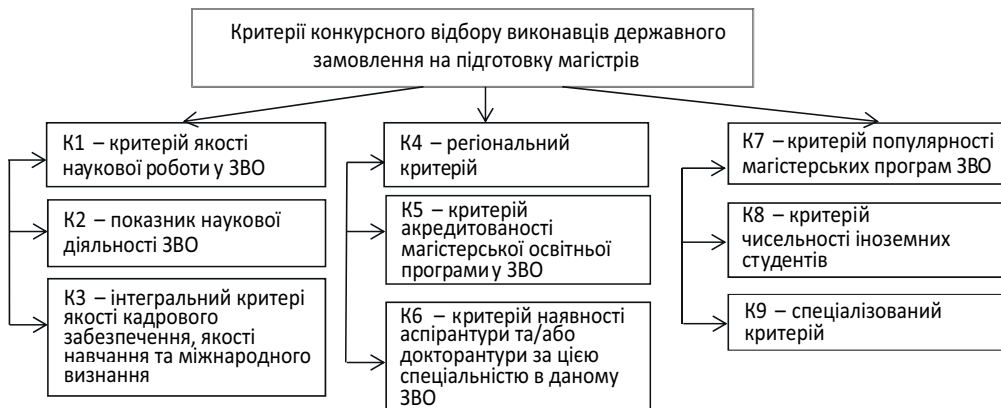 Критерії конкурсного відбору виконавців державного
замовлення на підготовку магістрів
К1 – критерій якості
наукової роботи у ЗВО
К2 – показник наукової
діяльності ЗВО
К3 – інтегральний критері
якості кадрового
забезпечення, якості
навчання та міжнародного
визнання
К4 – регіональний
критерій
К5 – критерій
акредитованості
магістерської освітньої
програми у ЗВО
К6 – критерій наявності
аспірантури та/або
докторантури за цією
спеціальністю в даному
ЗВО
К7 – критерій популярності
магістерських програм ЗВО
К8 – критерій
чисельності іноземних
студентів
К9 – спеціалізований
критерій